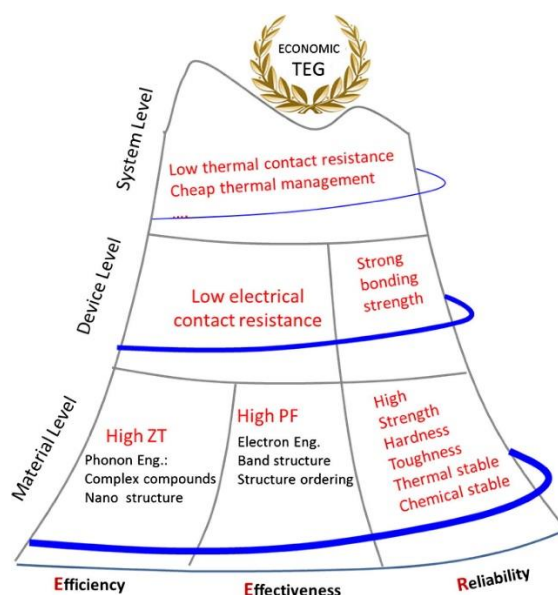 ECONOMIC
TEG
System Level
Low thermal contact resistance
Cheap thermal management
....
Device Level
Low electrical
contact resistance
Strong
bonding
strength
Material Level
High ZT
Phonon Eng.:
Complex compounds
Nano structure
High PF
Electron Eng.
Band structure
Structure ordering
High
Strength
Hardness
Toughness
Thermal stable
Chemical stable
Efficiency
Effectiveness
Reliability